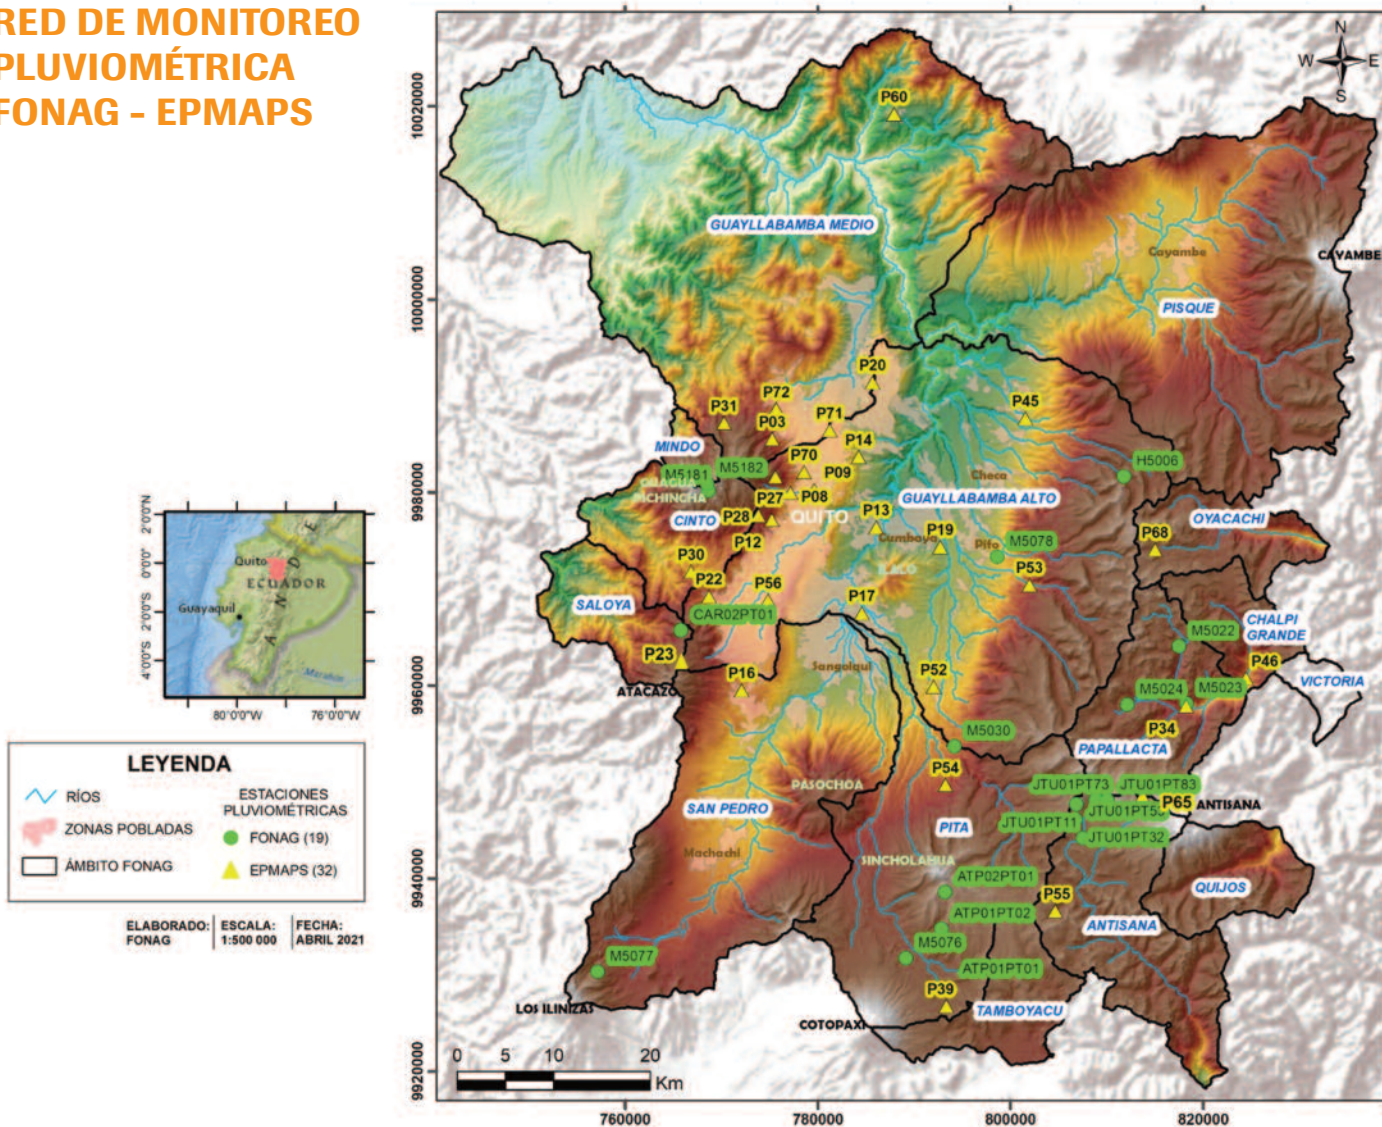 RED DE MONITOREO
PLUVIOMÉTRICA
FONAG - EPMAPS
N
W E
S
10020000
10000000
9980000
9960000
9940000
9920000
760000
780000
800000
820000
P60
GUAYLLABAMBA MEDIO
Cayambe
CAYAMBE
PISQUE
P20
P72
P31
P03
P71
P45
P14
MINDO
P70
M5181
M5182
P09
H5006
GUAGUA
PICHINCHA
Checa
P27
P08
GUAYLLABAMBA ALTO
CINTO
P28
QUITO
P13
OYACACHI
P12
Cumbaya
P19
Pifo
M5078
P68
P30
ILALO
P53
P22
P56
SALOYA
CAR02PT01
P17
CHALPI
GRANDE
M5022
P23
Sangolqui
P46
P16
P52
ATACAZO
M5024
M5023
VICTORIA
M5030
P34
PAPALLACTA
P54
PASOCHOA
JTU01PT73
JTU01PT83
P65
ANTISANA
SAN PEDRO
JTU01PT11
PITA
JTU01PT32
Machachi
SINCHOLAHUA
ATP02PT01
QUIJOS
P55
ATP01PT02
ANTISANA
M5076
M5077
ATP01PT01
P39
LOS ILINIZAS
TAMBOYACU
COTOPAXI
0 5 10 20
Km
2°0'0"N
0°0'0"
2°0'0"S
4°0'0"S
80°0'0"W
76°0'0"W
Quito
ECUADOR
Guayaquil
A N D E
Marañón
LEYENDA
RÍOS
ZONAS POBLADAS
ÁMBITO FONAG
ESTACIONES
PLUVIOMÉTRICAS
FONAG (19)
EPMAPS (32)
ELABORADO:
FONAG
ESCALA:
1:500 000
FECHA:
ABRIL 2021